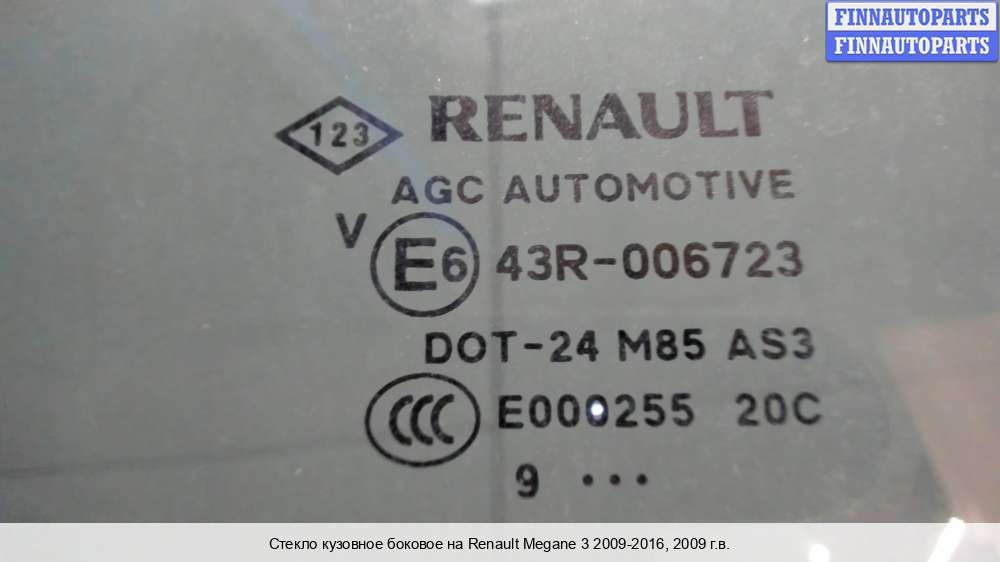 FINNAUTOPARTS
FINNAUTOPARTS
123 RENAULT
AGC AUTOMOTIVE
V E6 43R-006723
DOT-24 M85 AS3
CCC E000255 20C
9 ...
Стекло кузовное боковое на Renault Megane 3 2009-2016, 2009 г.в.